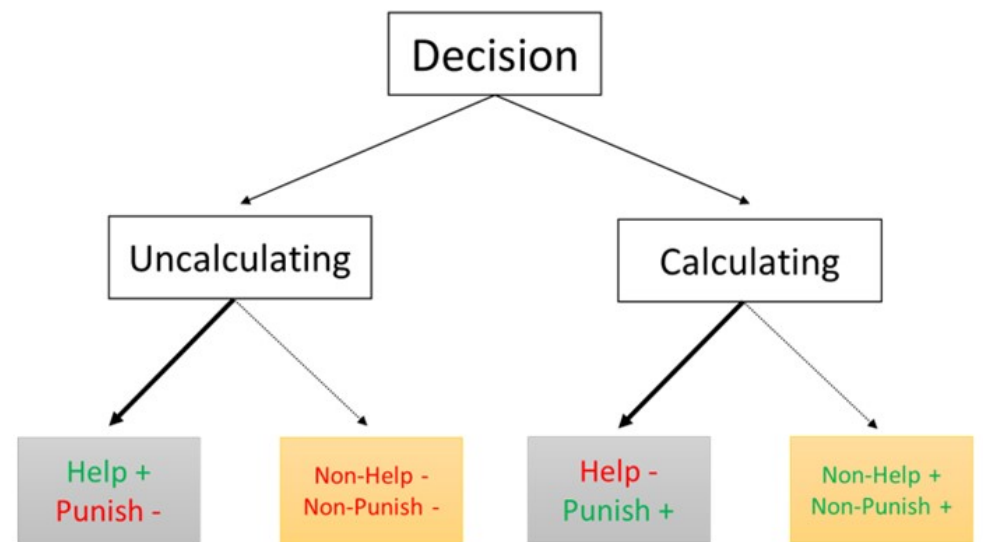 Decision
Uncalculating
Calculating
Help +
Punish -
Non-Help -
Non-Punish -
Help -
Punish +
Non-Help +
Non-Punish +